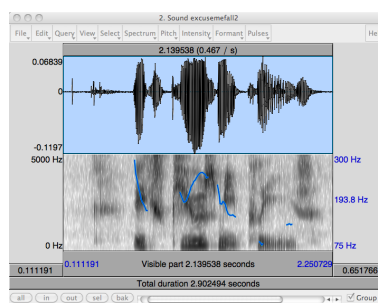 2. Sound excusemefall2
File Edit Query View Select Spectrum Pitch Intensity Formant Pulses He
2.139538 (0.467 / s)
0.06839
0
-0.1197
5000 Hz 300 Hz
193.8 Hz
0 Hz 75 Hz
0.111191 0.111191 Visible part 2.139538 seconds 2.250729 0.651766
Total duration 2.902494 seconds
all in out sel bak Group